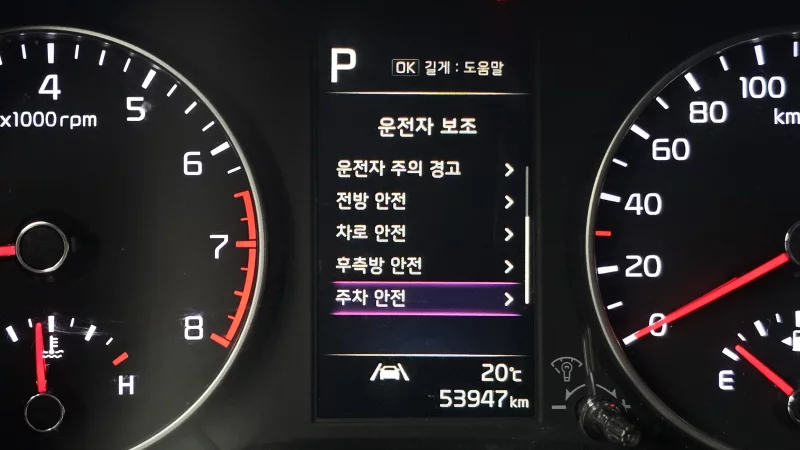 4
5
6
7
8
x1000rpm
H
P
OK 길게 : 도움말
운전자 보조
운전자 주의 경고
전방 안전
차로 안전
후측방 안전
주차 안전
20℃
53947km
100
80
km
60
40
20
0
E